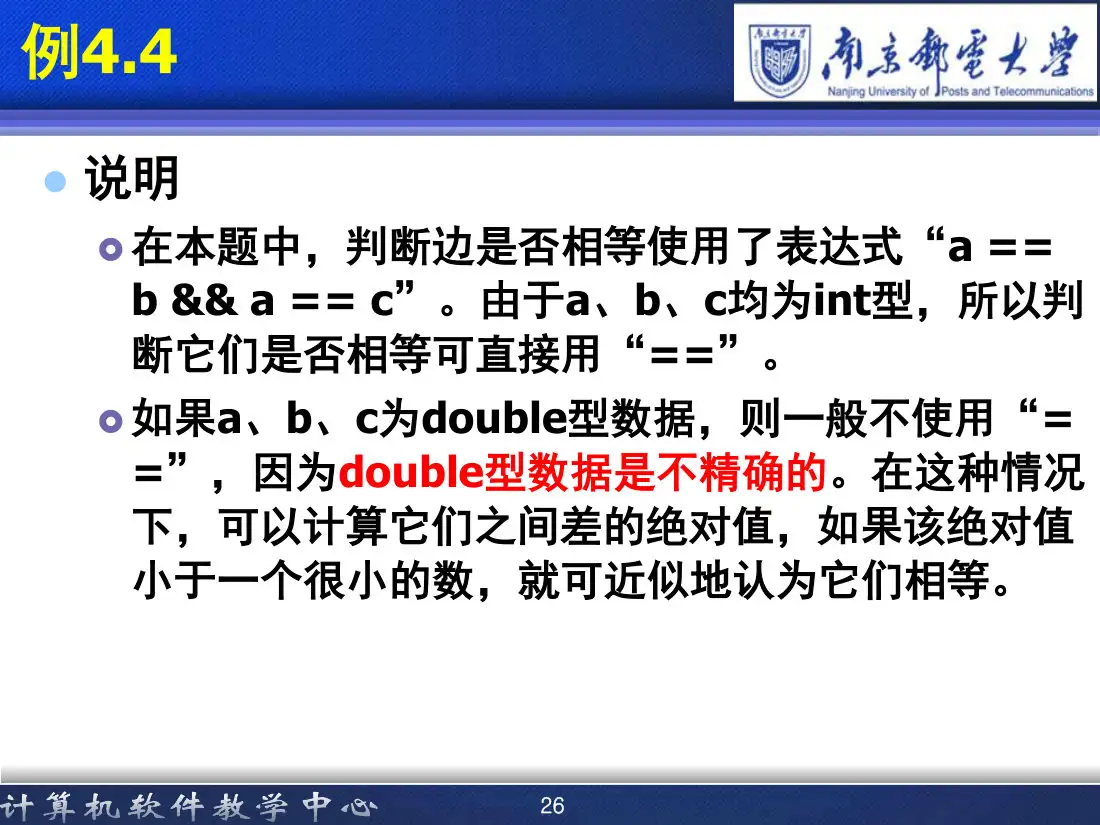 例4.4
南京邮电大学
Nanjing University of Posts and Telecommunications
说明
在本题中，判断边是否相等使用了表达式“a ==
b && a == c”。由于a、b、c均为int型，所以判
断它们是否相等可直接用“==”。
如果a、b、c为double型数据，则一般不使用“=
=”，因为double型数据是不精确的。在这种情况
下，可以计算它们之间差的绝对值，如果该绝对值
小于一个很小的数，就可近似地认为它们相等。
计算机软件教学中心
26